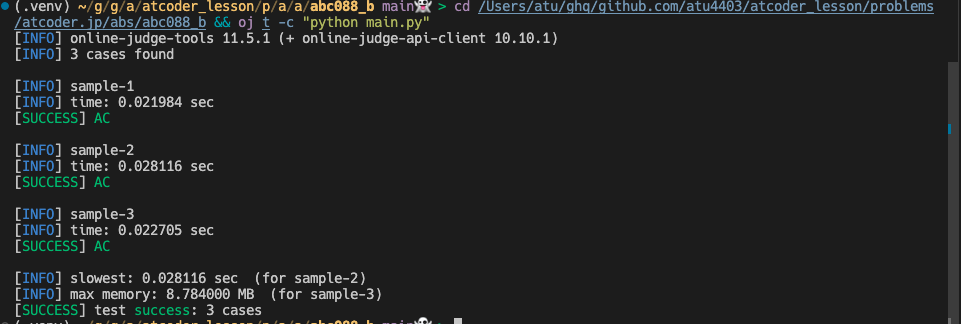 (.venv) ~/g/g/a/atcoder_lesson/p/a/a/abc088_b main👻 > cd /Users/atu/ghq/github.com/atu4403/atcoder_lesson/problems
/atcoder.jp/abs/abc088_b && oj t -c "python main.py"
[INFO] online-judge-tools 11.5.1 (+ online-judge-api-client 10.10.1)
[INFO] 3 cases found
[INFO] sample-1
[INFO] time: 0.021984 sec
[SUCCESS] AC
[INFO] sample-2
[INFO] time: 0.028116 sec
[SUCCESS] AC
[INFO] sample-3
[INFO] time: 0.022705 sec
[SUCCESS] AC
[INFO] slowest: 0.028116 sec  (for sample-2)
[INFO] max memory: 8.784000 MB  (for sample-3)
[SUCCESS] test success: 3 cases
(.venv) ~/g/g/a/atcoder_lesson/p/a/a/abc088_b main👻 >